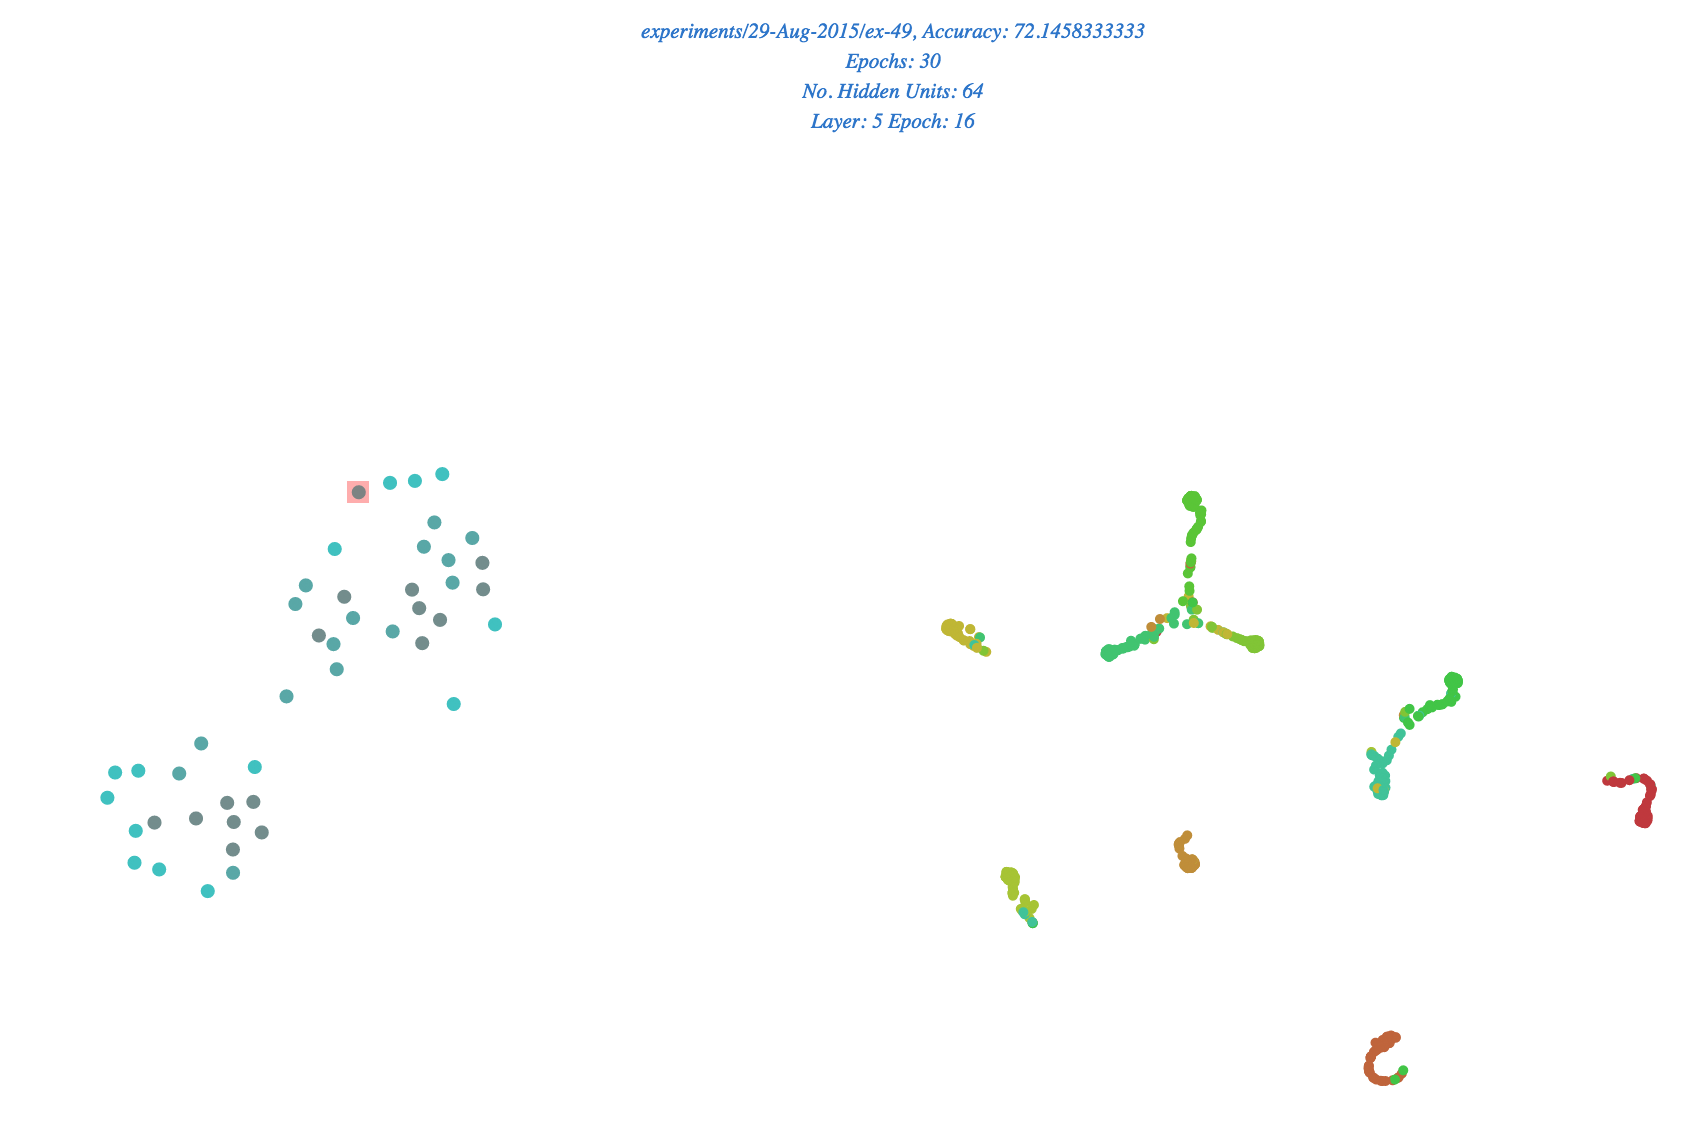 experiments/29-Aug-2015/ex-49, Accuracy: 72.1458333333
Epochs: 30
No. Hidden Units: 64
Layer: 5 Epoch: 16